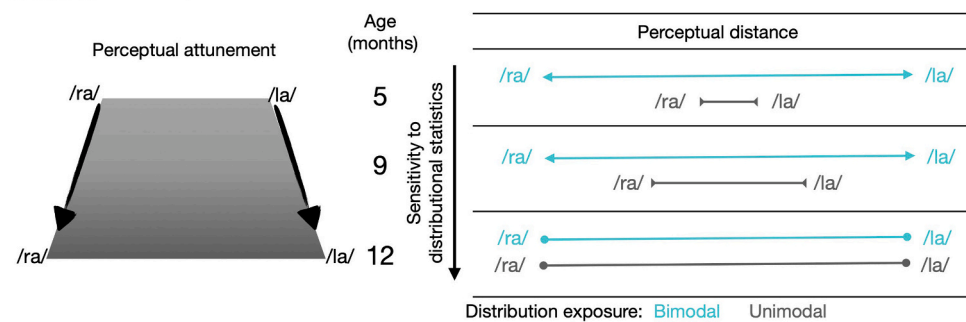 Perceptual attunement
Age
(months)
/ra/ /la/
5
9
/ra/ /la/
12
Sensitivity to
distributional statistics
Perceptual distance
/ra/ /la/
/ra/ /la/
/ra/ /la/
/ra/ /la/
/ra/ /la/
/ra/ /la/
Distribution exposure: Bimodal Unimodal